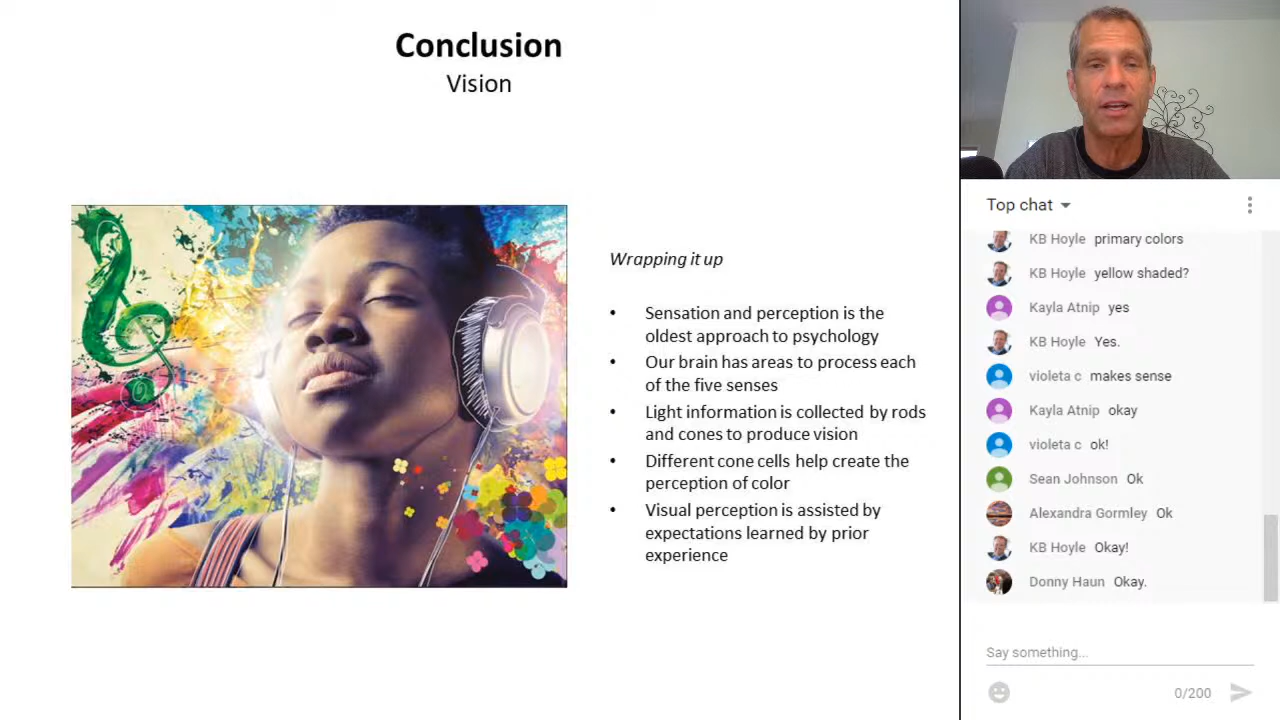 Conclusion
Vision
Wrapping it up
• Sensation and perception is the
oldest approach to psychology
• Our brain has areas to process each
of the five senses
• Light information is collected by rods
and cones to produce vision
• Different cone cells help create the
perception of color
• Visual perception is assisted by
expectations learned by prior
experience
Top chat
KB Hoyle primary colors
KB Hoyle yellow shaded?
Kayla Atnip yes
KB Hoyle Yes.
violeta c makes sense
Kayla Atnip okay
violeta c ok!
Sean Johnson Ok
Alexandra Gormley Ok
KB Hoyle Okay!
Donny Haun Okay.
Say something...
0/200